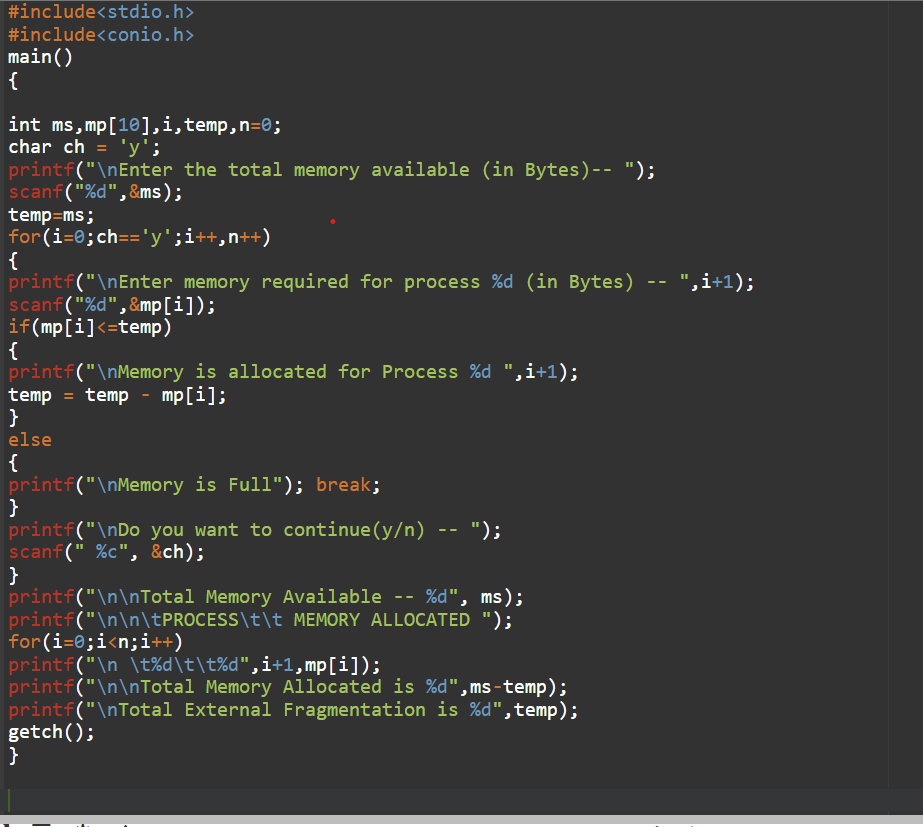 #include<stdio.h>
#include<conio.h>
main()
{
int ms,mp[10],i,temp,n=0;
char ch = 'y';
printf("\nEnter the total memory available (in Bytes)-- ");
scanf("%d",&ms);
temp=ms;
for(i=0;ch=='y';i++,n++)
{
printf("\nEnter memory required for process %d (in Bytes) -- ",i+1);
scanf("%d",&mp[i]);
if(mp[i]<=temp)
{
printf("\nMemory is allocated for Process %d ",i+1);
temp = temp - mp[i];
}
else
{
printf("\nMemory is Full"); break;
}
printf("\nDo you want to continue(y/n) -- ");
scanf(" %c", &ch);
}
printf("\n\nTotal Memory Available -- %d", ms);
printf("\n\n\tPROCESS\t\t MEMORY ALLOCATED ");
for(i=0;i<n;i++)
printf("\n \t%d\t\t%d",i+1,mp[i]);
printf("\n\nTotal Memory Allocated is %d",ms-temp);
printf("\nTotal External Fragmentation is %d",temp);
getch();
}